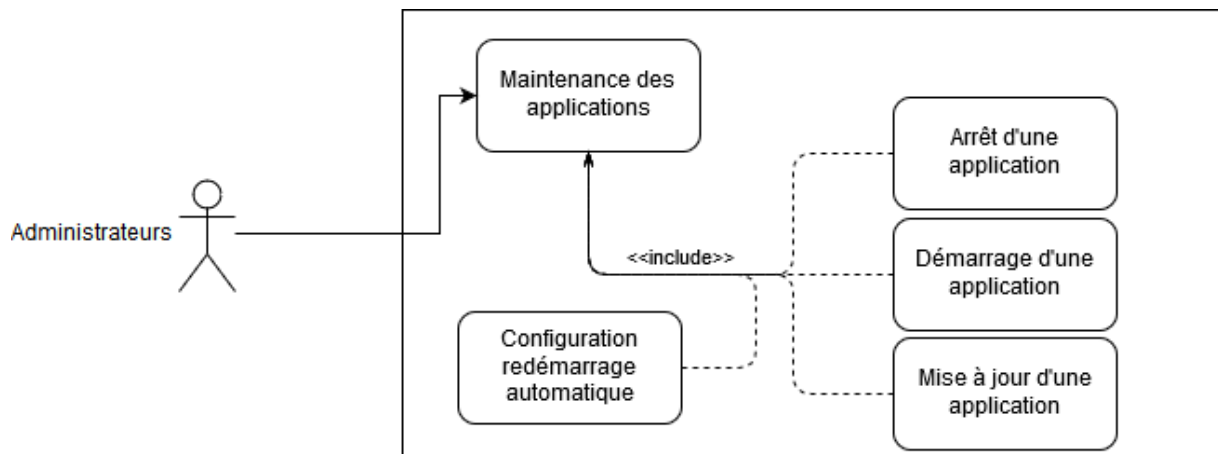 Maintenance des
applications
Arrêt d'une
application
Administrateurs
<<include>>
Démarrage d'une
application
Configuration
redémarrage
automatique
Mise à jour d'une
application